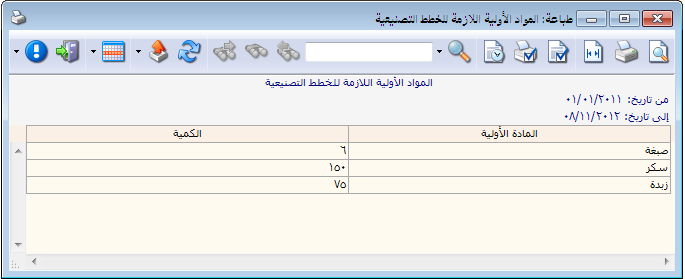 طباعة: المواد الأولية اللازمة للخطط التصنيعية
المواد الأولية اللازمة للخطط التصنيعية
من تاريخ: ٠١/٠١/٢٠١١
إلى تاريخ: ٠٨/١١/٢٠١٢
المادة الأولية الكمية
صبغة ٦
سكر ١٥٠
زبدة ٧٥